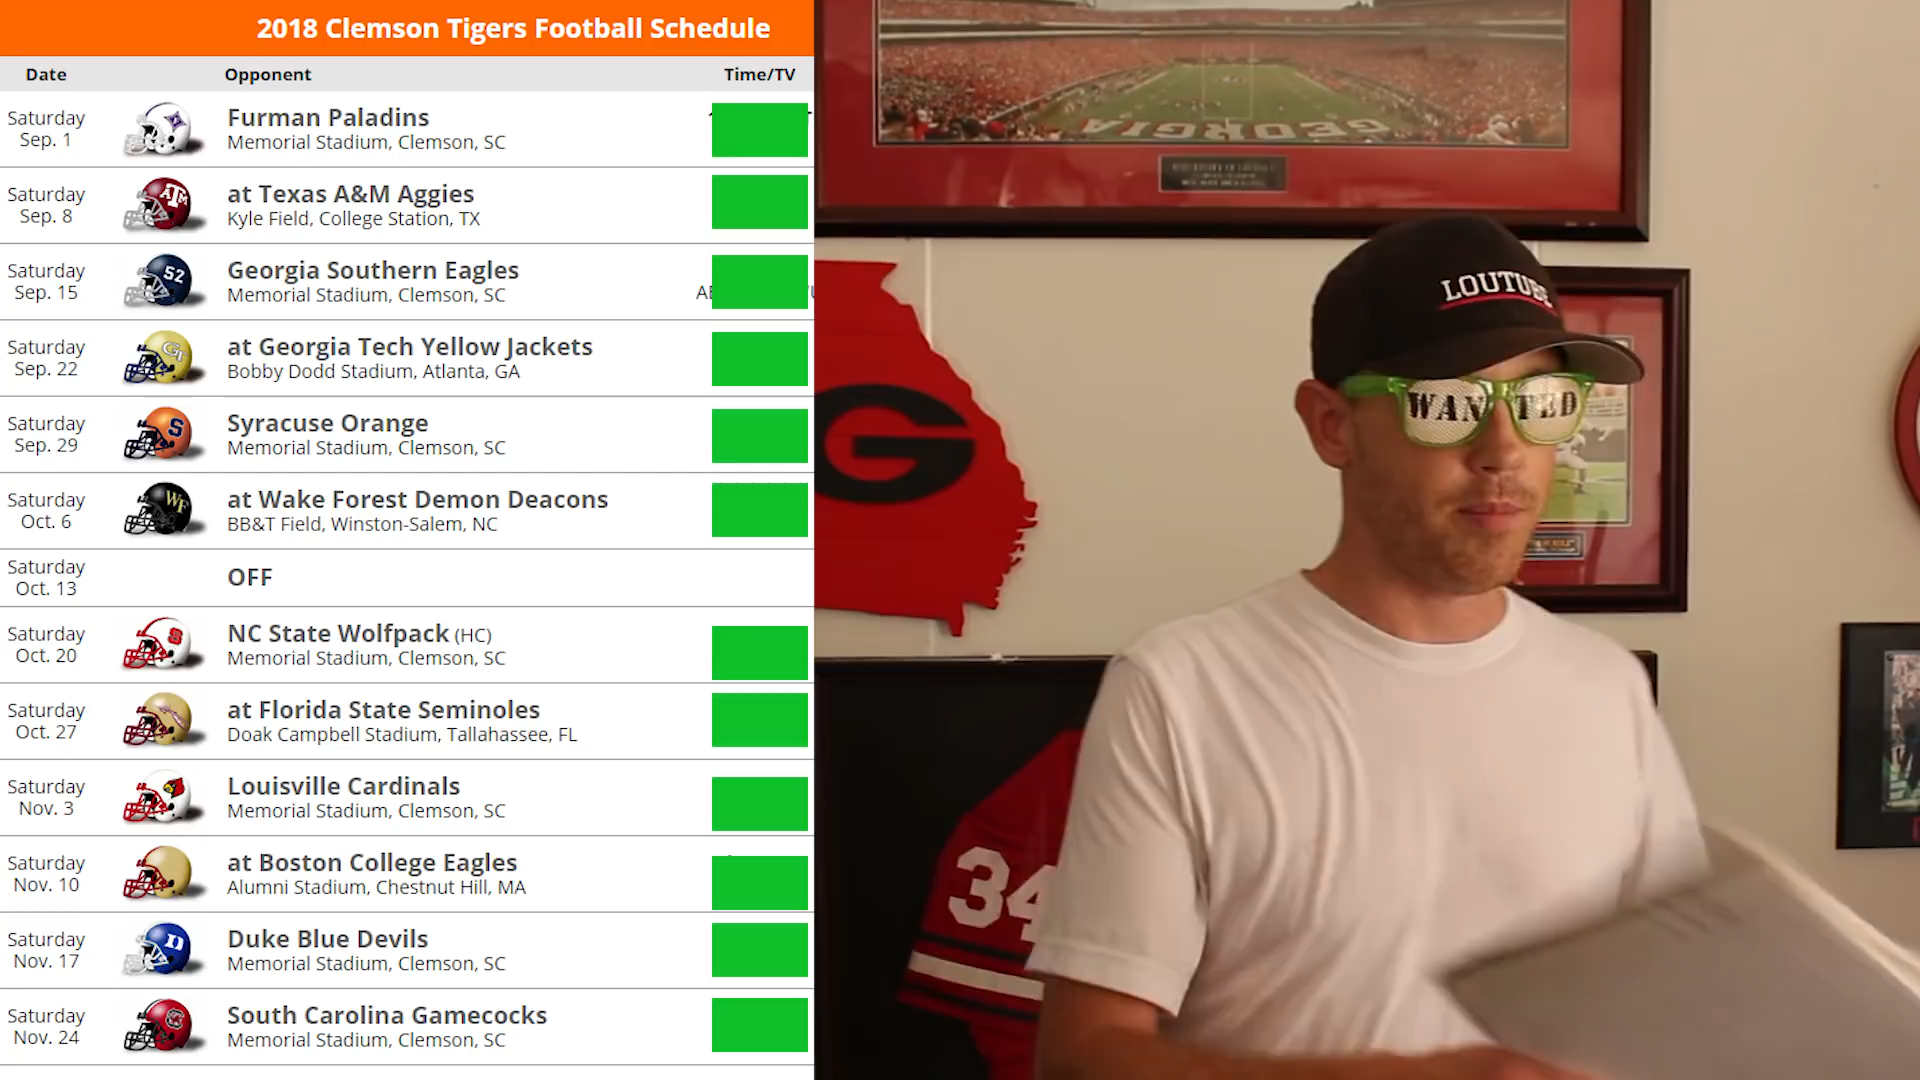 2018 Clemson Tigers Football Schedule
Date Opponent Time/TV
Saturday
Sep. 1
Furman Paladins
Memorial Stadium, Clemson, SC
Saturday
Sep. 8
at Texas A&M Aggies
Kyle Field, College Station, TX
Saturday
Sep. 15
Georgia Southern Eagles
Memorial Stadium, Clemson, SC
Saturday
Sep. 22
at Georgia Tech Yellow Jackets
Bobby Dodd Stadium, Atlanta, GA
Saturday
Sep. 29
Syracuse Orange
Memorial Stadium, Clemson, SC
Saturday
Oct. 6
at Wake Forest Demon Deacons
BB&T Field, Winston-Salem, NC
Saturday
Oct. 13
OFF
Saturday
Oct. 20
NC State Wolfpack (HC)
Memorial Stadium, Clemson, SC
Saturday
Oct. 27
at Florida State Seminoles
Doak Campbell Stadium, Tallahassee, FL
Saturday
Nov. 3
Louisville Cardinals
Memorial Stadium, Clemson, SC
Saturday
Nov. 10
at Boston College Eagles
Alumni Stadium, Chestnut Hill, MA
Saturday
Nov. 17
Duke Blue Devils
Memorial Stadium, Clemson, SC
Saturday
Nov. 24
South Carolina Gamecocks
Memorial Stadium, Clemson, SC
52
GT
S
WF
D
GEORGIA
G
LOUTUBE
WANTED
34